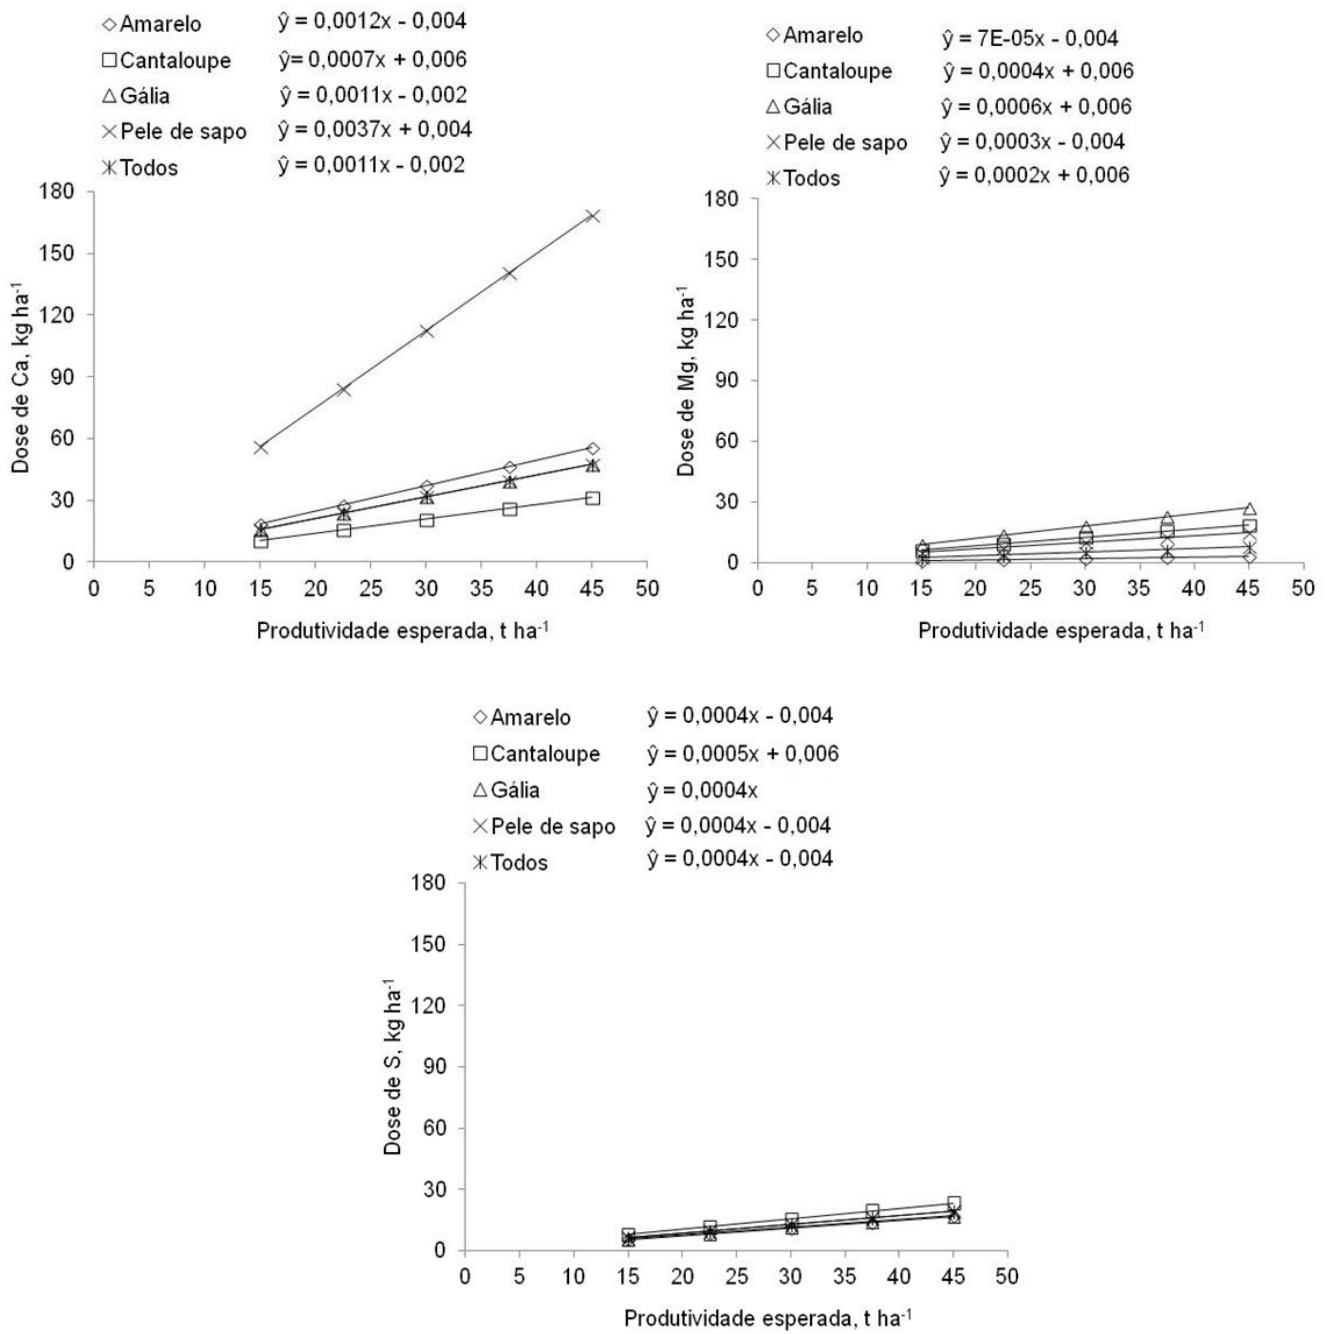 Amarelo ŷ = 0,0012x - 0,004
Cantaloupe ŷ= 0,0007x + 0,006
Gália ŷ = 0,0011x - 0,002
Pele de sapo ŷ = 0,0037x + 0,004
Todos ŷ = 0,0011x - 0,002
180
150
120
90
60
30
0
Dose de Ca, kg ha⁻¹
0 5 10 15 20 25 30 35 40 45 50
Produtividade esperada, t ha⁻¹
Amarelo ŷ = 7E-05x - 0,004
Cantaloupe ŷ = 0,0004x + 0,006
Gália ŷ = 0,0006x + 0,006
Pele de sapo ŷ = 0,0003x - 0,004
Todos ŷ = 0,0002x + 0,006
180
150
120
90
60
30
0
Dose de Mg, kg ha⁻¹
0 5 10 15 20 25 30 35 40 45 50
Produtividade esperada, t ha⁻¹
Amarelo ŷ = 0,0004x - 0,004
Cantaloupe ŷ = 0,0005x + 0,006
Gália ŷ = 0,0004x
Pele de sapo ŷ = 0,0004x - 0,004
Todos ŷ = 0,0004x - 0,004
180
150
120
90
60
30
0
Dose de S, kg ha⁻¹
0 5 10 15 20 25 30 35 40 45 50
Produtividade esperada, t ha⁻¹